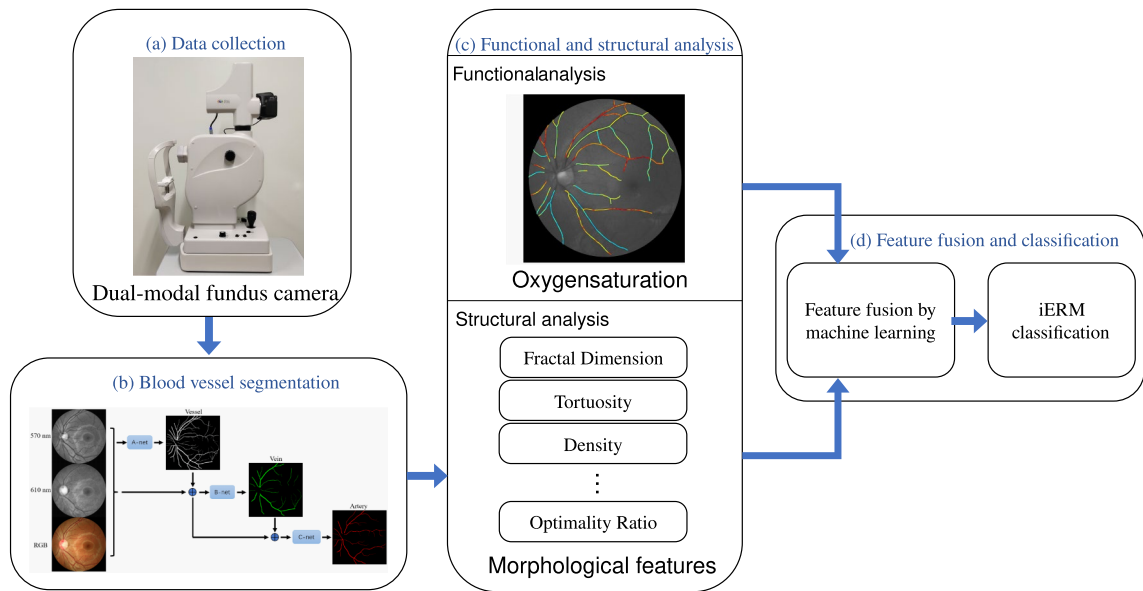 (a) Data collection
Dual-modal fundus camera
(b) Blood vessel segmentation
570 nm
610 nm
RGB
A-net
Vessel
B-net
Vein
C-net
Artery
(c) Functional and structural analysis
Functionalanalysis
Oxygensaturation
Structural analysis
Fractal Dimension
Tortuosity
Density
⋮
Optimality Ratio
Morphological features
(d) Feature fusion and classification
Feature fusion by
machine learning
iERM
classification